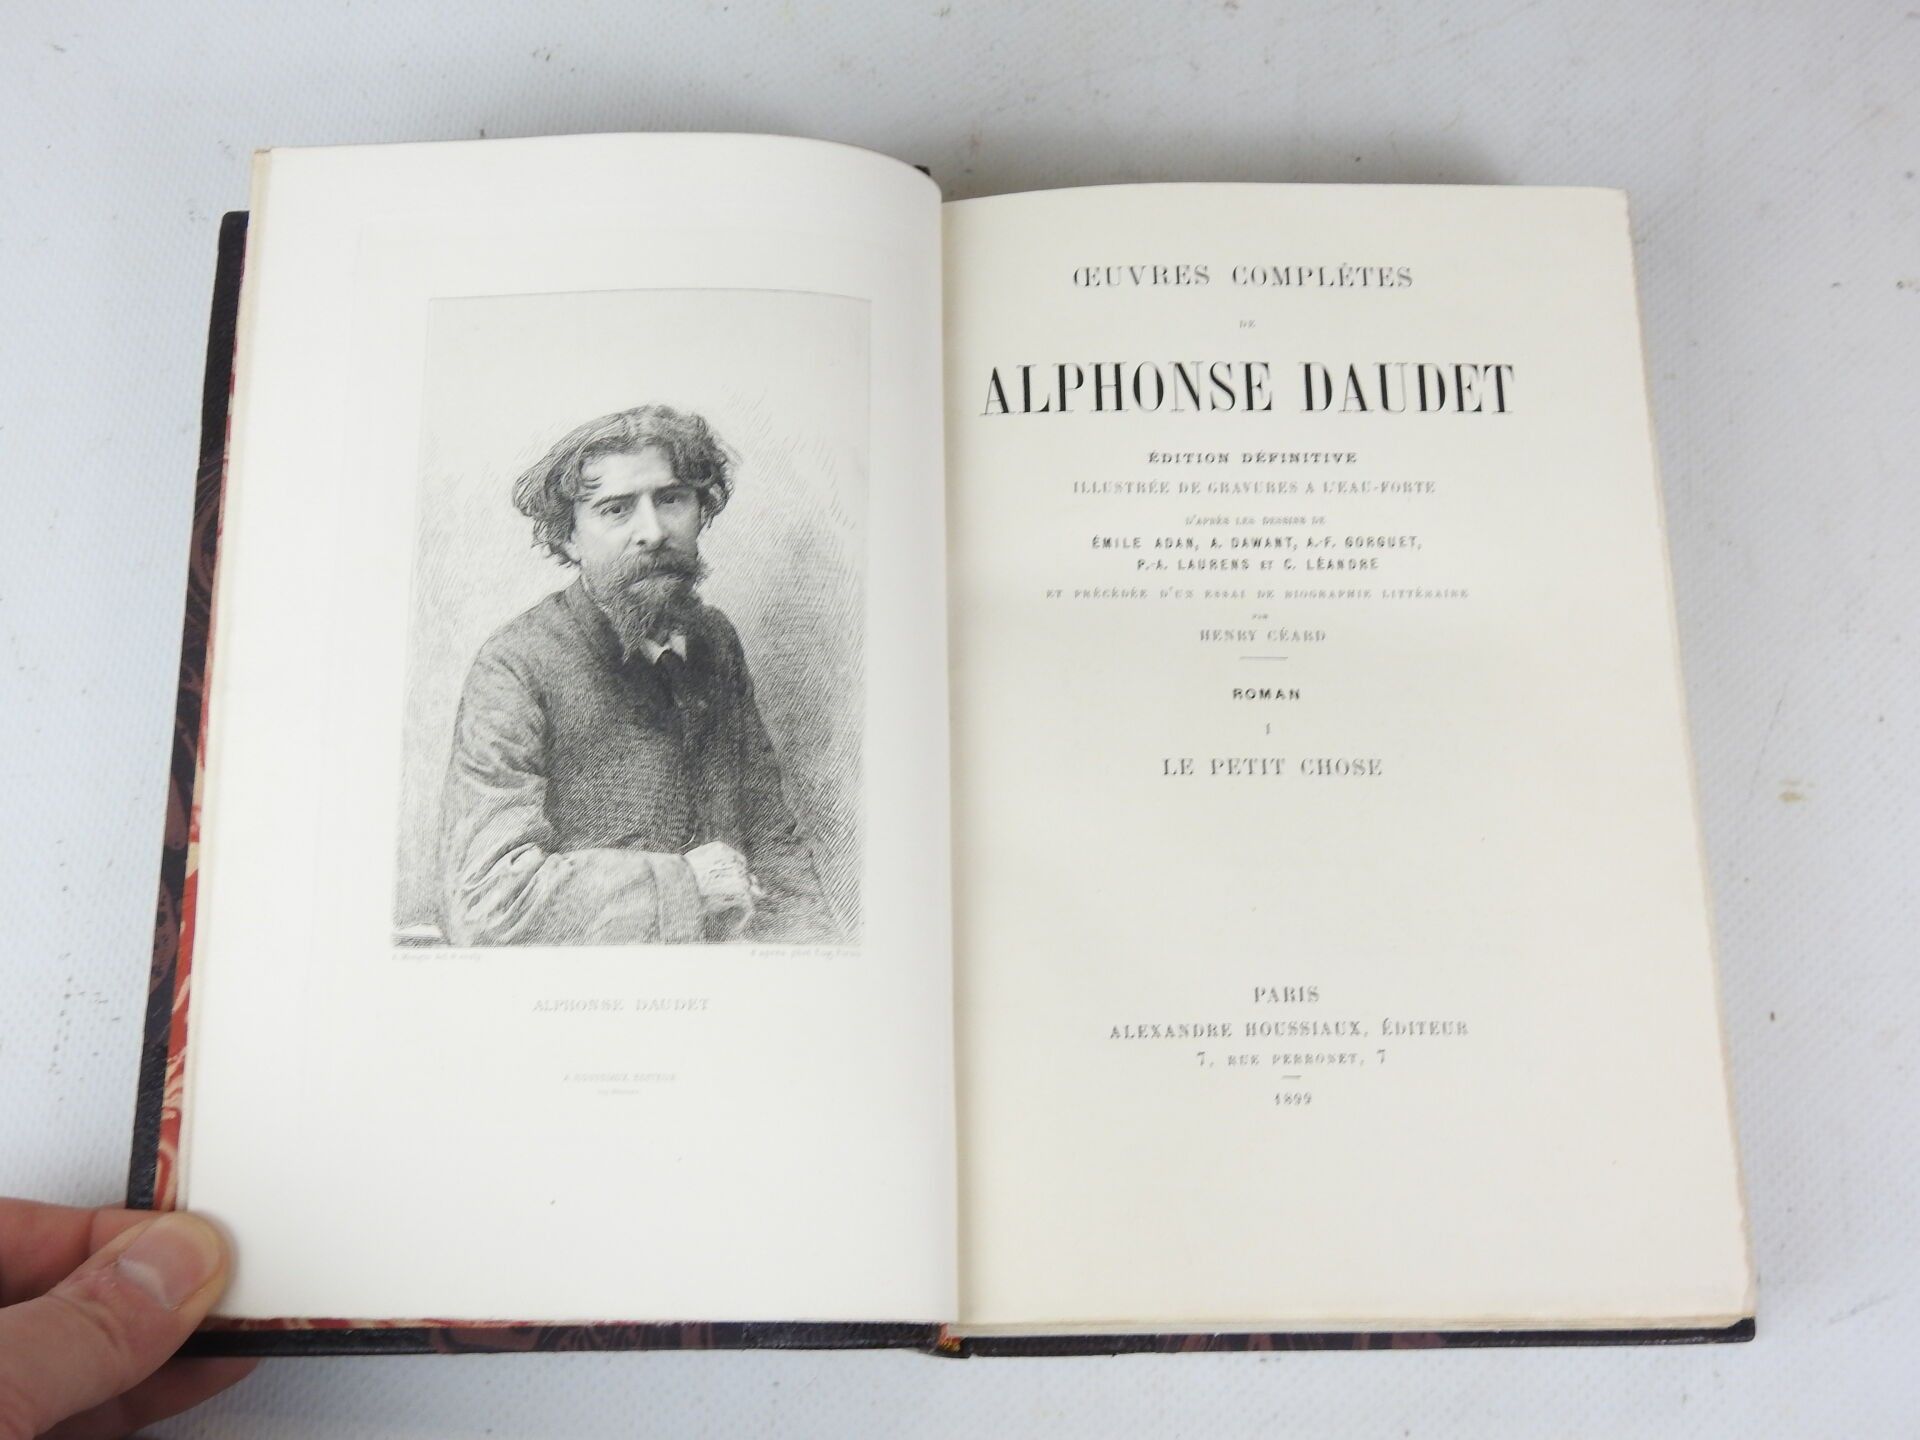 ALPHONSE DAUDET
A. HOUSSIAUX, ÉDITEUR
ŒUVRES COMPLÈTES
DE
ALPHONSE DAUDET
ÉDITION DÉFINITIVE
ILLUSTRÉE DE GRAVURES A L'EAU-FORTE
D'APRÈS LES DESSINS DE
ÉMILE ADAN, A. DAWANT, A.-F. GORGUET,
P.-A. LAURENS ET C. LÉANDRE
ET PRÉCÉDÉE D'UN ESSAI DE BIOGRAPHIE LITTÉRAIRE
PAR
HENRY CÉARD
ROMAN
I
LE PETIT CHOSE
PARIS
ALEXANDRE HOUSSIAUX, ÉDITEUR
7, RUE PERRONET, 7
1899